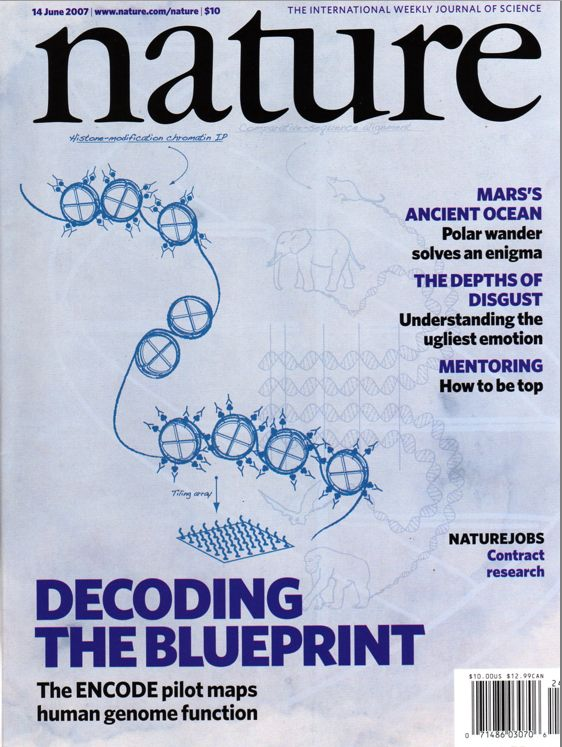 14 June 2007 | www.nature.com/nature | $10
THE INTERNATIONAL WEEKLY JOURNAL OF SCIENCE
nature
Histone-modification chromatin IP
Comparative-sequence alignment
MARS'S
ANCIENT OCEAN
Polar wander
solves an enigma
THE DEPTHS OF
DISGUST
Understanding the
ugliest emotion
MENTORING
How to be top
Tiling array
NATUREJOBS
Contract
research
DECODING
THE BLUEPRINT
The ENCODE pilot maps
human genome function
$10.00US $12.99CAN
24
0 71486 03070 6